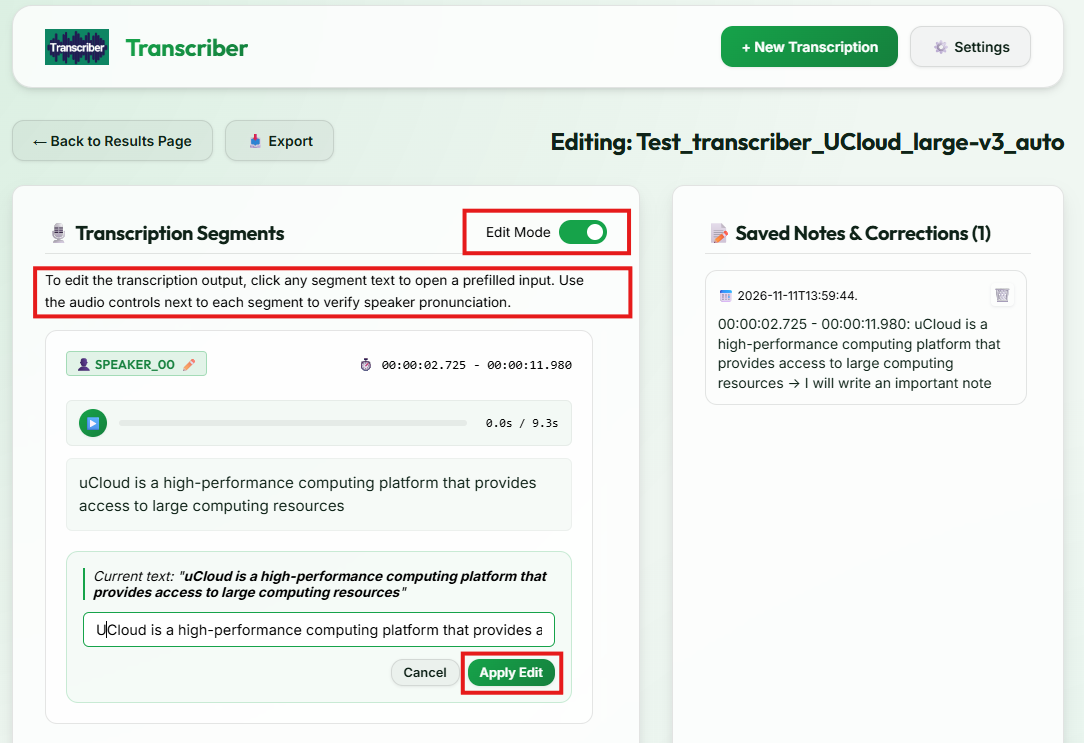 Transcriber
Transcriber
+ New Transcription
Settings
← Back to Results Page
Export
Editing: Test_transcriber_UCloud_large-v3_auto
Transcription Segments
Edit Mode
To edit the transcription output, click any segment text to open a prefilled input. Use
the audio controls next to each segment to verify speaker pronunciation.
SPEAKER_00
00:00:02.725 - 00:00:11.980
0.0s / 9.3s
uCloud is a high-performance computing platform that provides
access to large computing resources
Current text: "uCloud is a high-performance computing platform that
provides access to large computing resources"
UCloud is a high-performance computing platform that provides a
Cancel
Apply Edit
Saved Notes & Corrections (1)
2026-11-11T13:59:44.
00:00:02.725 - 00:00:11.980: uCloud is a
high-performance computing platform that
provides access to large computing
resources → I will write an important note